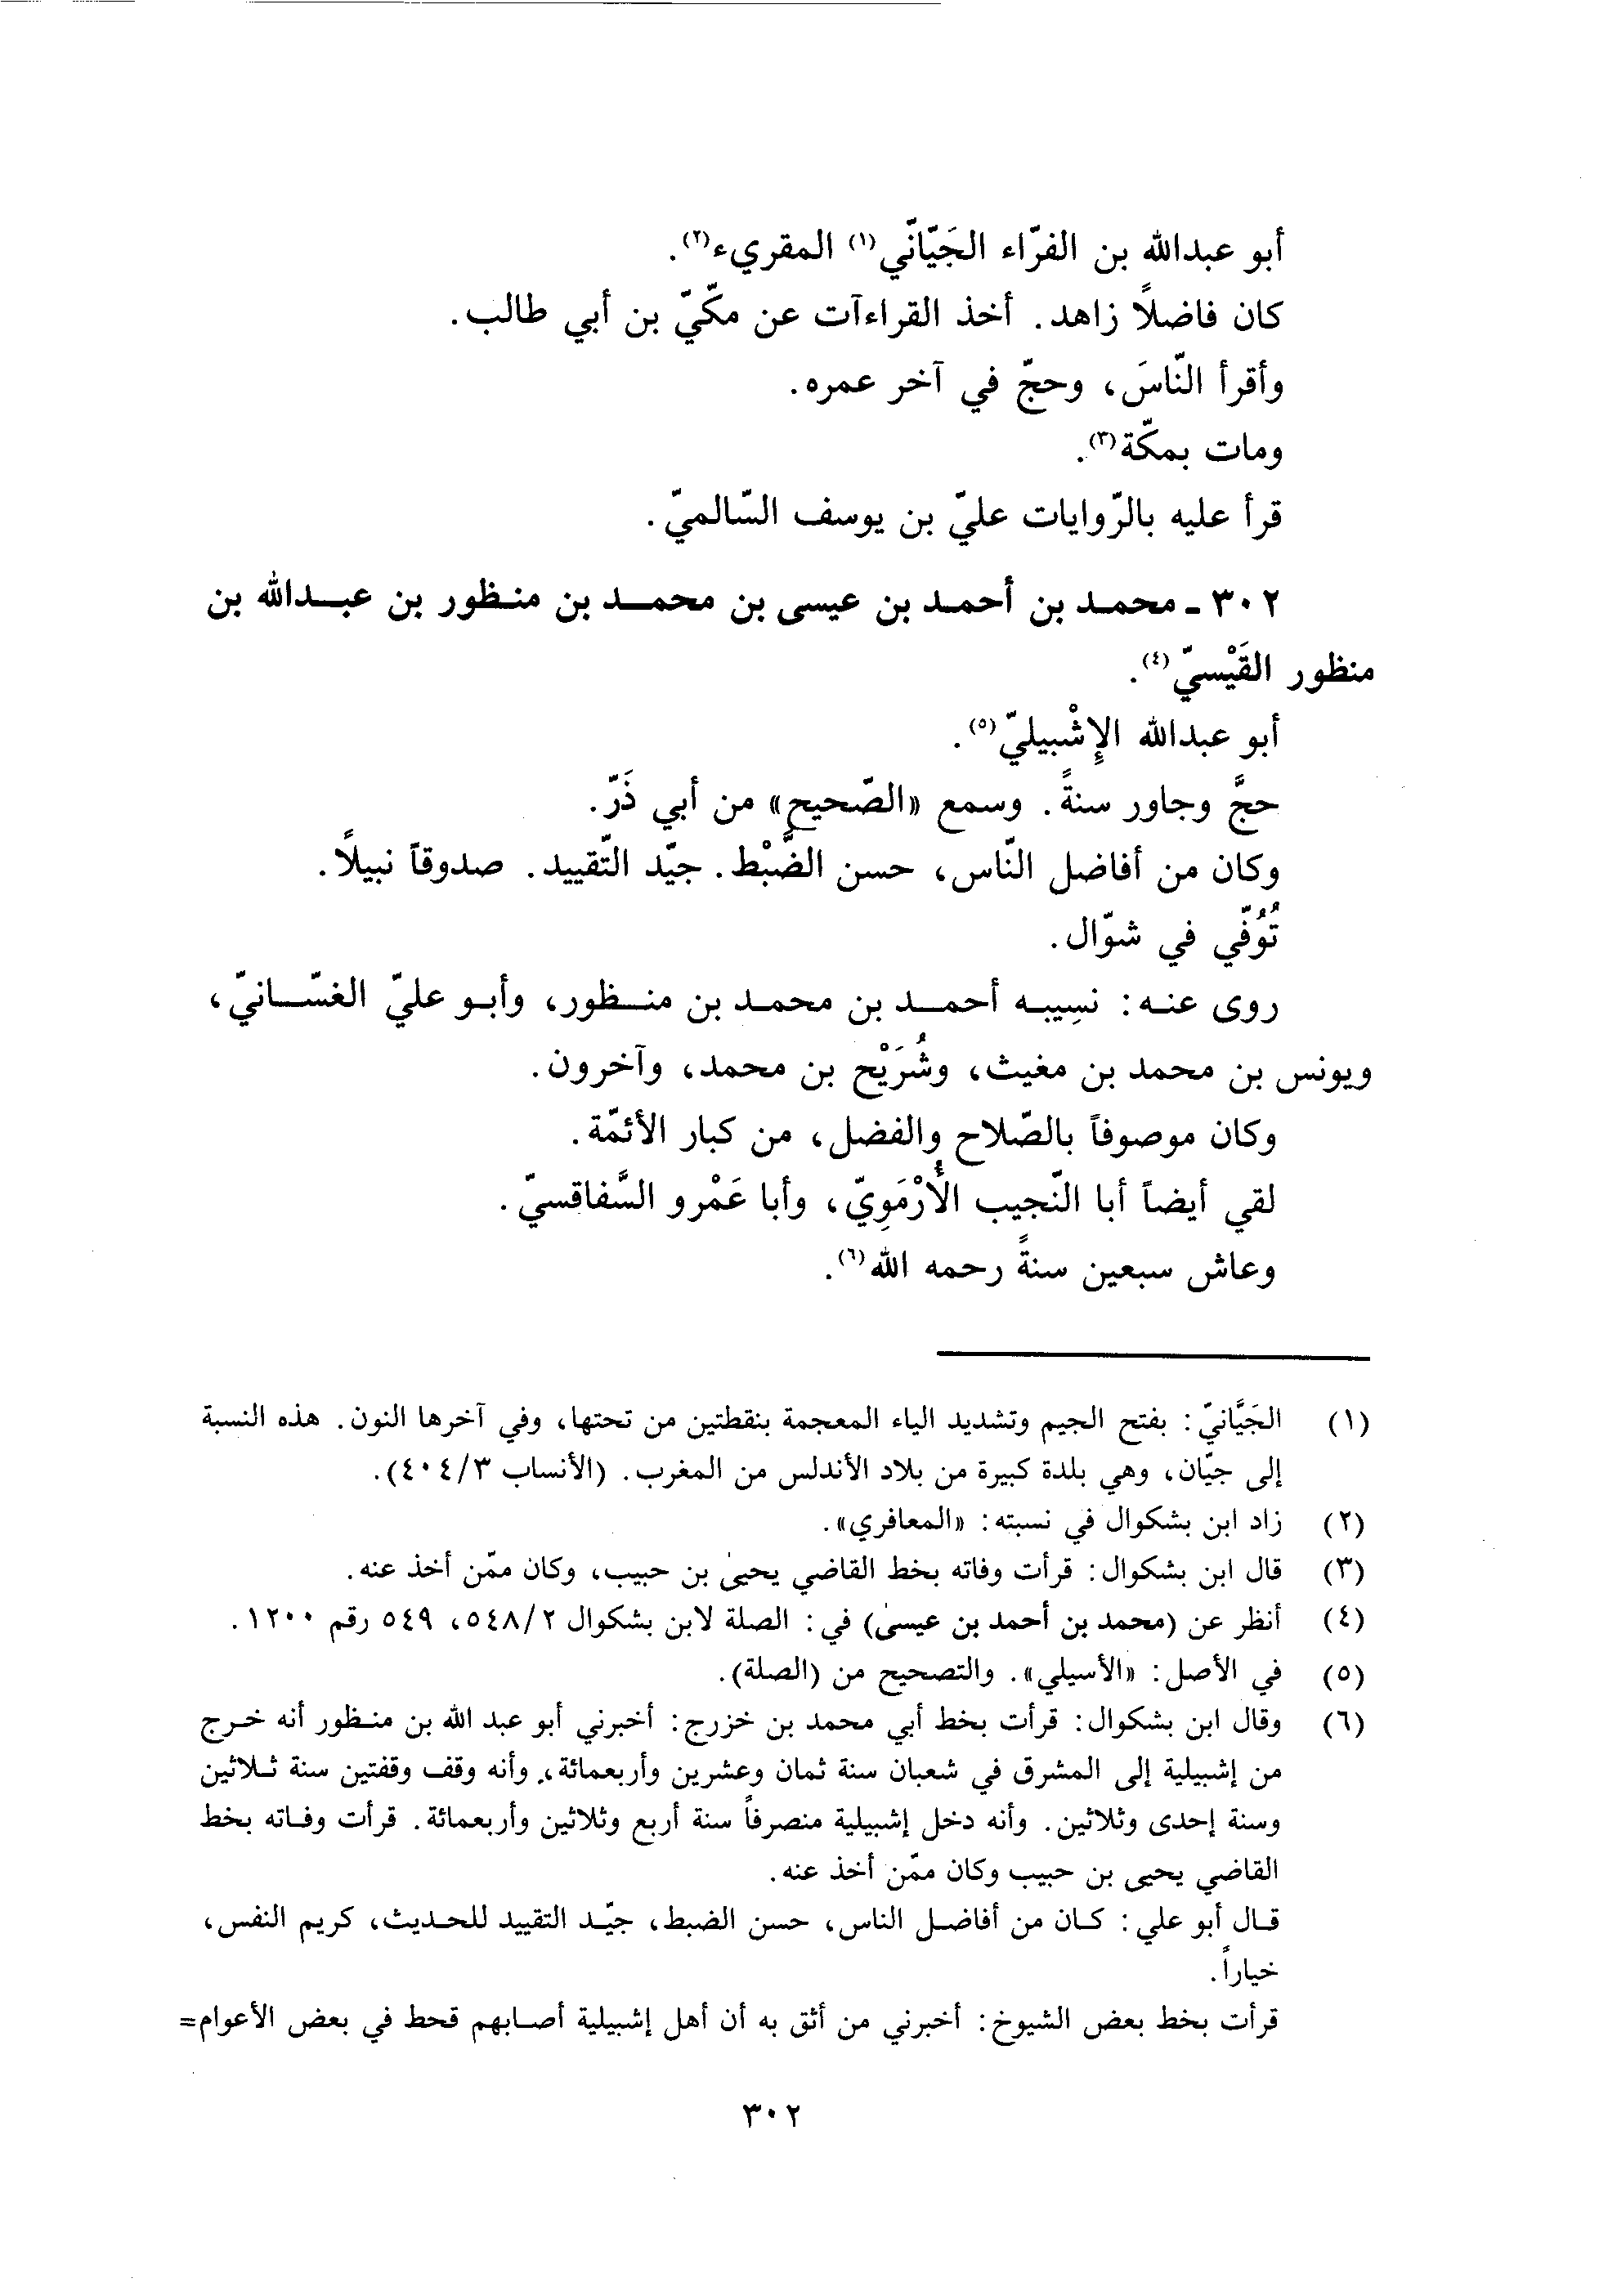 أبو عبدالله بن الفرّاء الجَيّانّي(١) المقريء(٢).
كان فاضلاً زاهد. أخذ القراءآت عن مكّيّ بن أبي طالب.
وأقرأ النّاسَ، وحجّ في آخر عمره.
ومات بمكّة(٣).
قرأ عليه بالرّوايات عليّ بن يوسف السّالميّ.
٣٠٢ - محمد بن أحمد بن عيسى بن محمد بن منظور بن عبدالله بن
منظور القَيْسيّ(٤).
أبو عبدالله الإِشْبيليّ(٥).
حجَّ وجاور سنةً. وسمع «الصّحيح» من أبي ذَرّ.
وكان من أفاضل النّاس، حسن الضَّبْط. جيّد التّقييد. صدوقاً نبيلاً.
تُوُفّي في شوّال.
روى عنه: نسِيبه أحمد بن محمد بن منظور، وأبو عليّ الغسّانيّ،
ويونس بن محمد بن مغيث، وشُرَيْح بن محمد، وآخرون.
وكان موصوفاً بالصّلاح والفضل، من كبار الأئمّة.
لقي أيضاً أبا النّجيب الأُرْمَوِيّ، وأبا عَمْرو السَّفاقسيّ.
وعاش سبعين سنةً رحمه الله(٦).
(١) الجَيَّانيّ: بفتح الجيم وتشديد الياء المعجمة بنقطتين من تحتها، وفي آخرها النون. هذه النسبة
إلى جيّان، وهي بلدة كبيرة من بلاد الأندلس من المغرب. (الأنساب ٤٠٤/٣).
(٢) زاد ابن بشكوال في نسبته: «المعافري».
(٣) قال ابن بشكوال: قرأت وفاته بخط القاضي يحيىٰ بن حبيب، وكان ممّن أخذ عنه.
(٤) أنظر عن (محمد بن أحمد بن عيسىٰ) في: الصلة لابن بشكوال ٥٤٨/٢، ٥٤٩ رقم ١٢٠٠.
(٥) في الأصل: «الأسيلي». والتصحيح من (الصلة).
(٦) وقال ابن بشكوال: قرأت بخط أبي محمد بن خزرج: أخبرني أبو عبد الله بن منظور أنه خرج
من إشبيلية إلى المشرق في شعبان سنة ثمان وعشرين وأربعمائة، وأنه وقف وقفتين سنة ثلاثين
وسنة إحدى وثلاثين. وأنه دخل إشبيلية منصرفاً سنة أربع وثلاثين وأربعمائة. قرأت وفاته بخط
القاضي يحيى بن حبيب وكان ممّن أخذ عنه.
قال أبو علي: كان من أفاضل الناس، حسن الضبط، جيّد التقييد للحديث، كريم النفس،
خياراً.
قرأت بخط بعض الشيوخ: أخبرني من أثق به أن أهل إشبيلية أصابهم قحط في بعض الأعوام=
٣٠٢